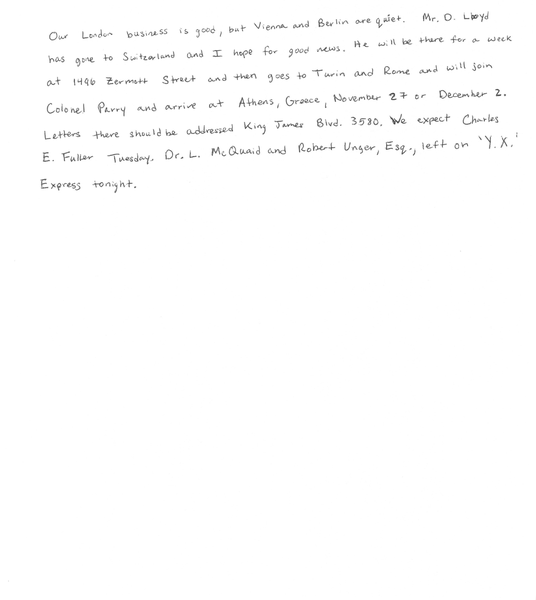 Our London business is good, but Vienna and Berlin are quiet. Mr. D. Lloyd
has gone to Switzerland and I hope for good news. He will be there for a week
at 1496 Zermott Street and then goes to Turin and Rome and will join
Colonel Parry and arrive at Athens, Greece, November 27 or December 2.
Letters there should be addressed King James Blvd. 3580. We expect Charles
E. Fuller Tuesday. Dr. L. McQuaid and Robert Unger, Esq., left on 'Y.X.'
Express tonight.